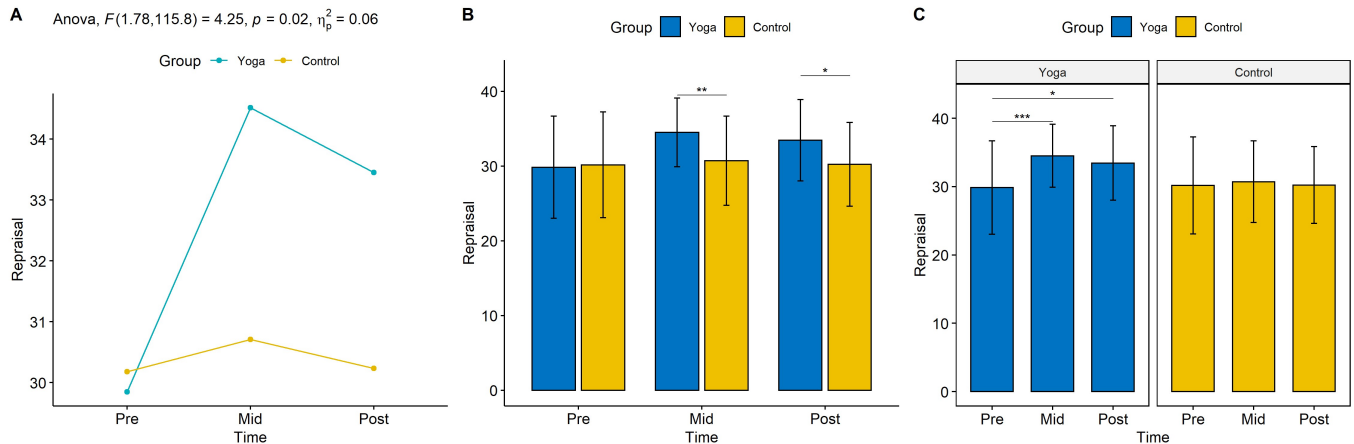 A
Anova, F(1.78,115.8) = 4.25, p = 0.02, η²ₚ = 0.06
Group Yoga Control
Repraisal
34
33
32
31
30
Pre Mid Post
Time
B
Group Yoga Control
Repraisal
40
30
20
10
0
**
*
Pre Mid Post
Time
C
Group Yoga Control
Yoga Control
Repraisal
40
30
20
10
0
*
***
Pre Mid Post Pre Mid Post
Time